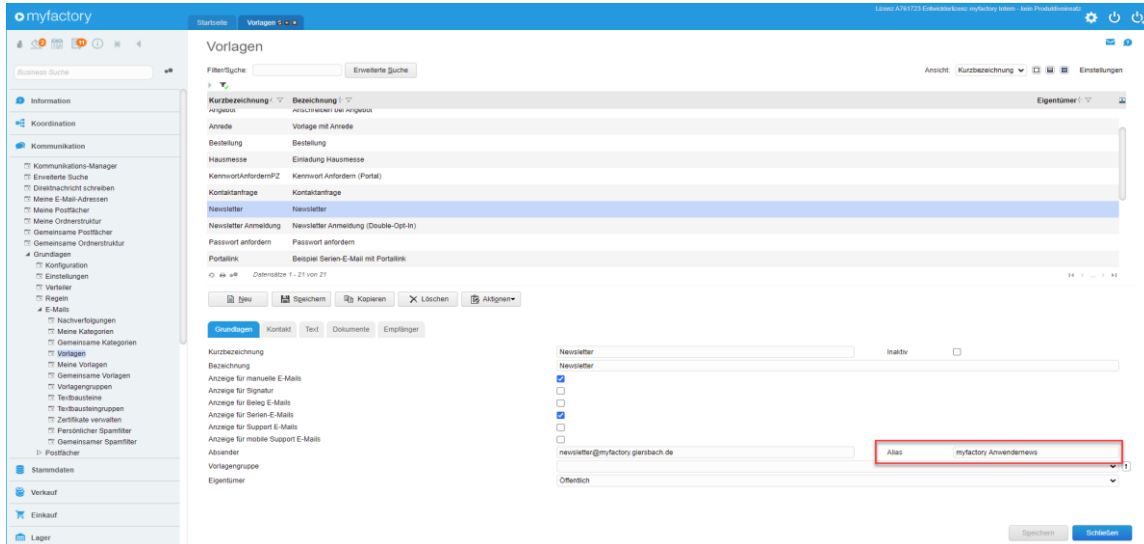 Lizenz A761723 Entwicklerlizenz myfactory Intern - kein Produktiveinsatz
myfactory
Startseite
Vorlagen
Vorlagen
Business Suche
Filter/Suche:
Erweiterte Suche
Ansicht: Kurzbezeichnung
Einstellungen
Kurzbezeichnung
Bezeichnung
Eigentümer
Angebot Anschreiben bei Angebot
Anrede Vorlage mit Anrede
Bestellung Bestellung
Hausmesse Einladung Hausmesse
KennwortAnfordernPZ Kennwort Anfordern (Portal)
Kontaktanfrage Kontaktanfrage
Newsletter Newsletter
Newsletter Anmeldung Newsletter Anmeldung (Double-Opt-In)
Passwort anfordern Passwort anfordern
Portallink Beispiel Serien-E-Mail mit Portallink
Datensätze 1 - 21 von 21
Information
Koordination
Kommunikation
Kommunikations-Manager
Erweiterte Suche
Direktnachricht schreiben
Meine E-Mail-Adressen
Meine Postfächer
Meine Ordnerstruktur
Gemeinsame Postfächer
Gemeinsame Ordnerstruktur
Grundlagen
Konfiguration
Einstellungen
Verteiler
Regeln
E-Mails
Nachverfolgungen
Meine Kategorien
Gemeinsame Kategorien
Vorlagen
Meine Vorlagen
Gemeinsame Vorlagen
Vorlagengruppen
Textbausteine
Textbausteingruppen
Zertifikate verwalten
Persönlicher Spamfilter
Gemeinsamer Spamfilter
Postfächer
Stammdaten
Verkauf
Einkauf
Lager
Neu
Speichern
Kopieren
Löschen
Aktionen
Grundlagen
Kontakt
Text
Dokumente
Empfänger
Kurzbezeichnung Newsletter Inaktiv
Bezeichnung Newsletter
Anzeige für manuelle E-Mails
Anzeige für Signatur
Anzeige für Beleg E-Mails
Anzeige für Serien-E-Mails
Anzeige für Support E-Mails
Anzeige für mobile Support E-Mails
Absender newsletter@myfactory.giersbach.de Alias myfactory Anwendernews
Vorlagengruppe
Eigentümer Öffentlich
Speichern
Schließen